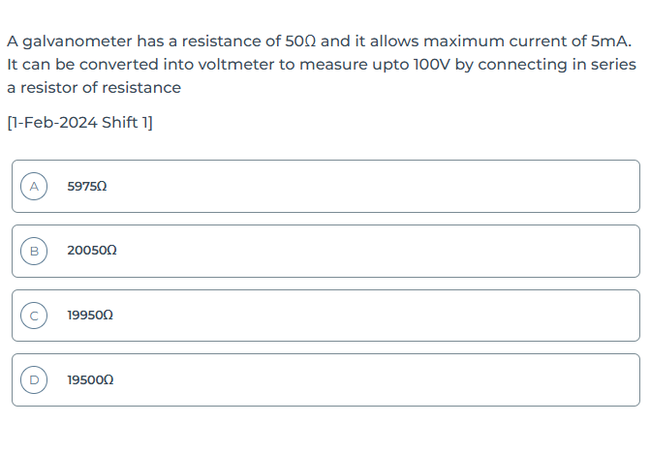 A galvanometer has a resistance of 50Ω and it allows maximum current of 5mA.
It can be converted into voltmeter to measure upto 100V by connecting in series
a resistor of resistance
[1-Feb-2024 Shift 1]
A 5975Ω
B 20050Ω
C 19950Ω
D 19500Ω